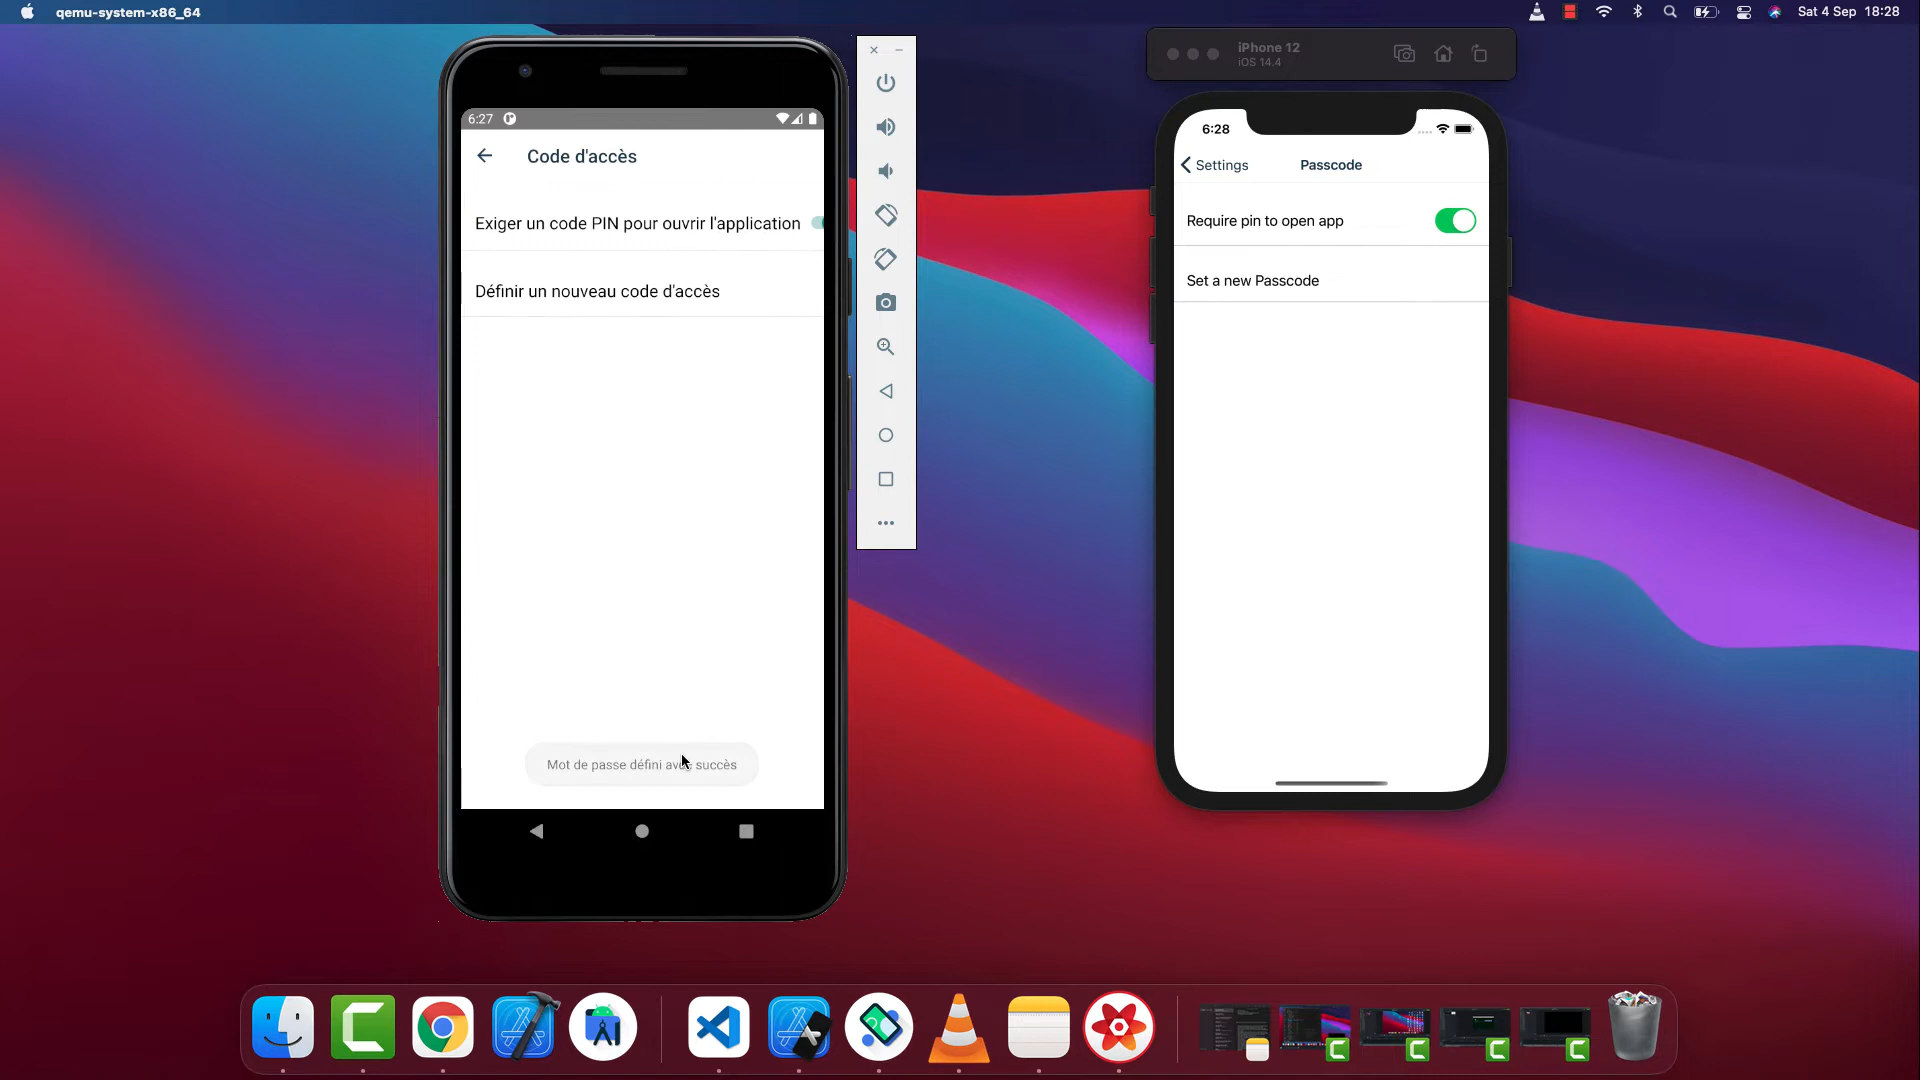 qemu-system-x86_64
Sat 4 Sep 18:28
6:27
Code d'accès
Exiger un code PIN pour ouvrir l'application
Définir un nouveau code d'accès
Mot de passe défini avec succès
iPhone 12
iOS 14.4
6:28
Settings
Passcode
Require pin to open app
Set a new Passcode